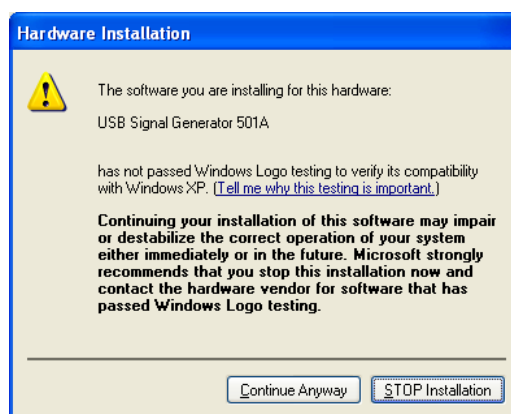 Hardware Installation
The software you are installing for this hardware:
USB Signal Generator 501A
has not passed Windows Logo testing to verify its compatibility
with Windows XP. (Tell me why this testing is important.)
Continuing your installation of this software may impair
or destabilize the correct operation of your system
either immediately or in the future. Microsoft strongly
recommends that you stop this installation now and
contact the hardware vendor for software that has
passed Windows Logo testing.
Continue Anyway STOP Installation